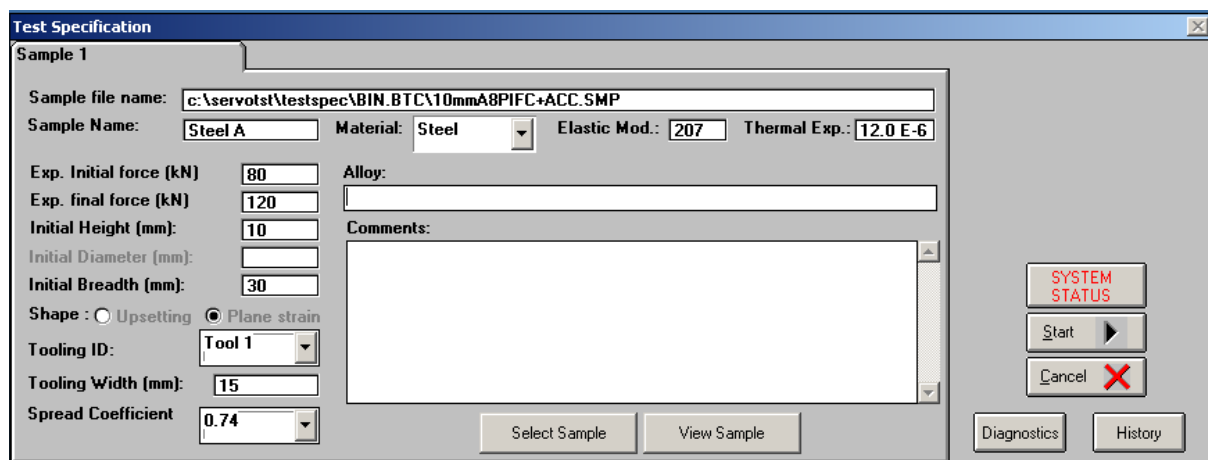 Test Specification
Sample 1
Sample file name: c:\servotst\testspec\BIN.BTC\10mmA8PIFC+ACC.SMP
Sample Name: Steel A Material: Steel Elastic Mod.: 207 Thermal Exp.: 12.0 E-6
Exp. Initial force (kN) 80 Alloy:
Exp. final force (kN) 120
Initial Height (mm): 10 Comments:
Initial Diameter (mm):
Initial Breadth (mm): 30
Shape : Upsetting Plane strain
Tooling ID: Tool 1
Tooling Width (mm): 15
Spread Coefficient 0.74
Select Sample View Sample
SYSTEM
STATUS
Start
Cancel
Diagnostics History